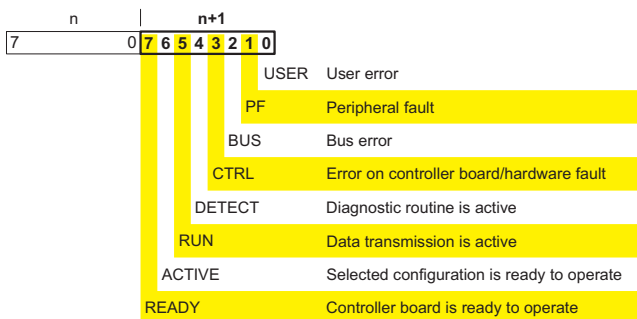 n n+1
7 0 7 6 5 4 3 2 1 0
USER User error
PF Peripheral fault
BUS Bus error
CTRL Error on controller board/hardware fault
DETECT Diagnostic routine is active
RUN Data transmission is active
ACTIVE Selected configuration is ready to operate
READY Controller board is ready to operate